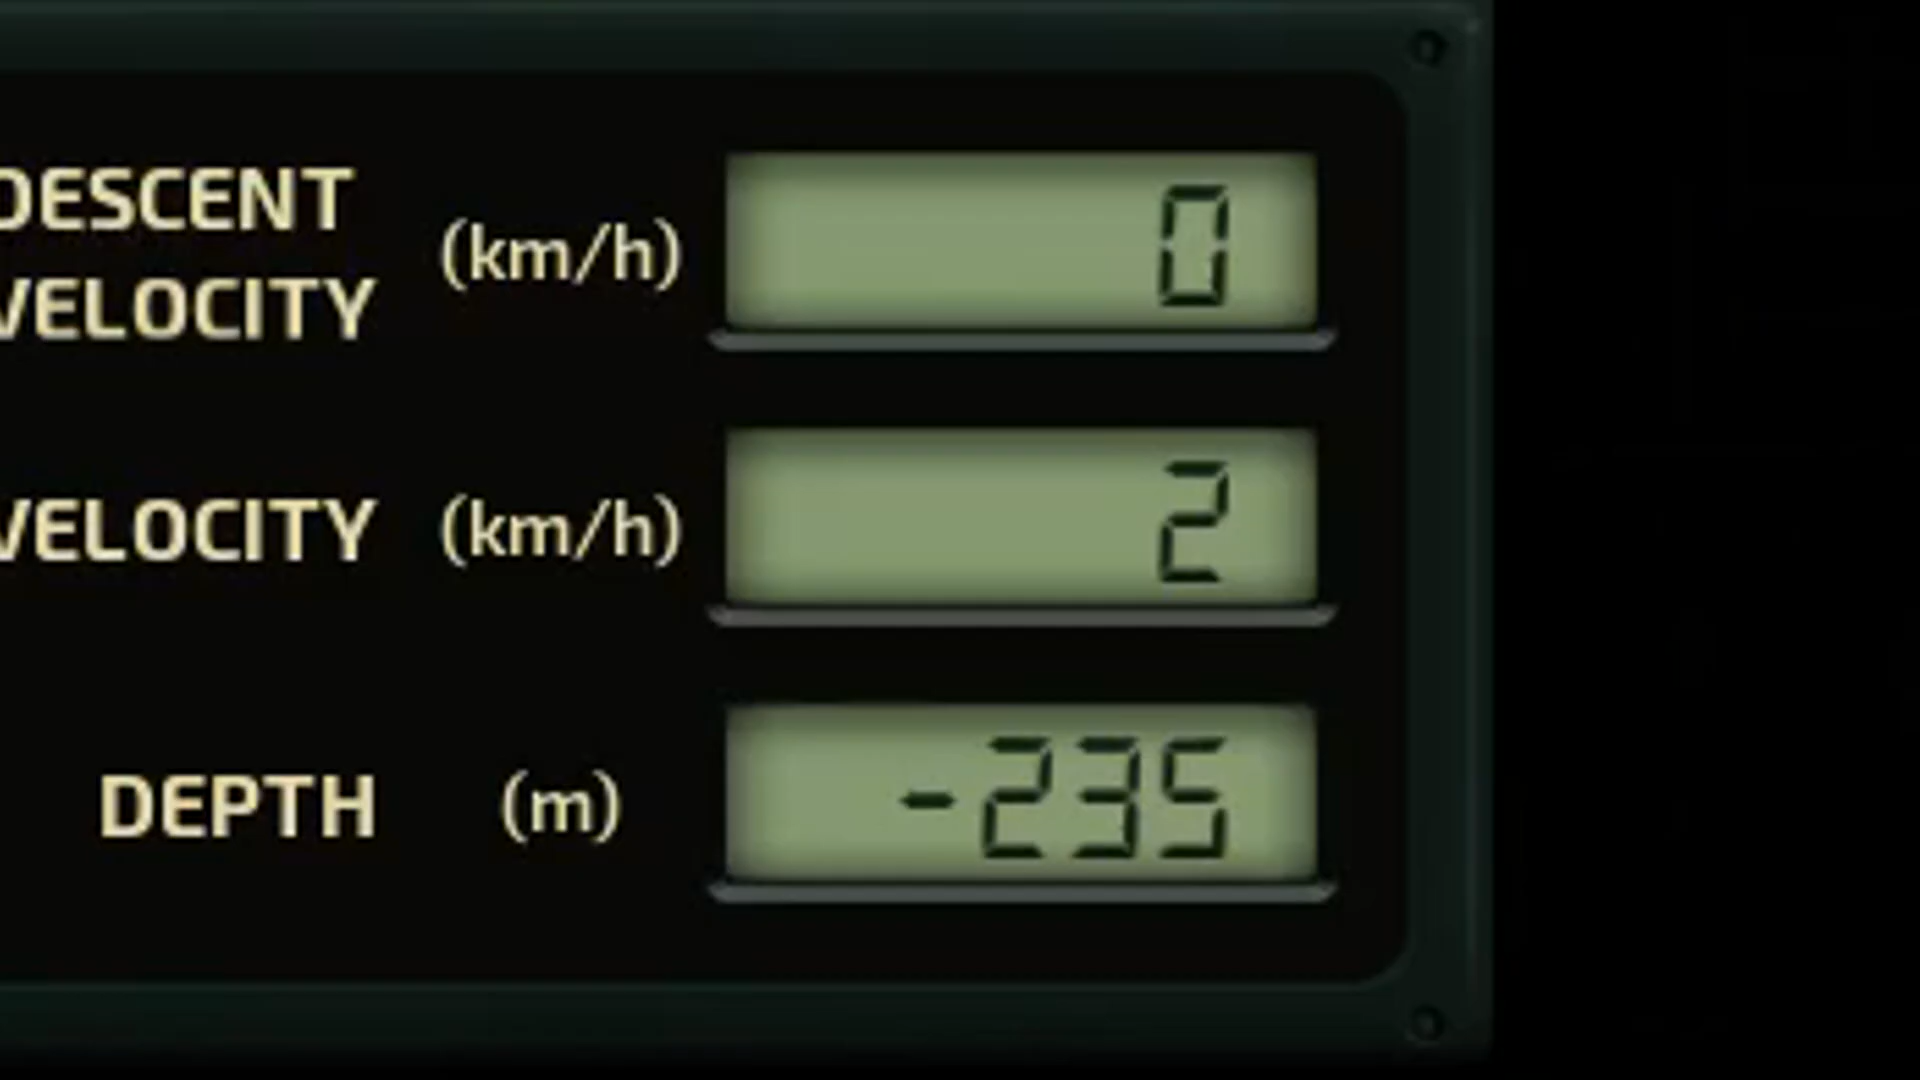 DESCENT
VELOCITY (km/h) 0
VELOCITY (km/h) 2
DEPTH (m) -235